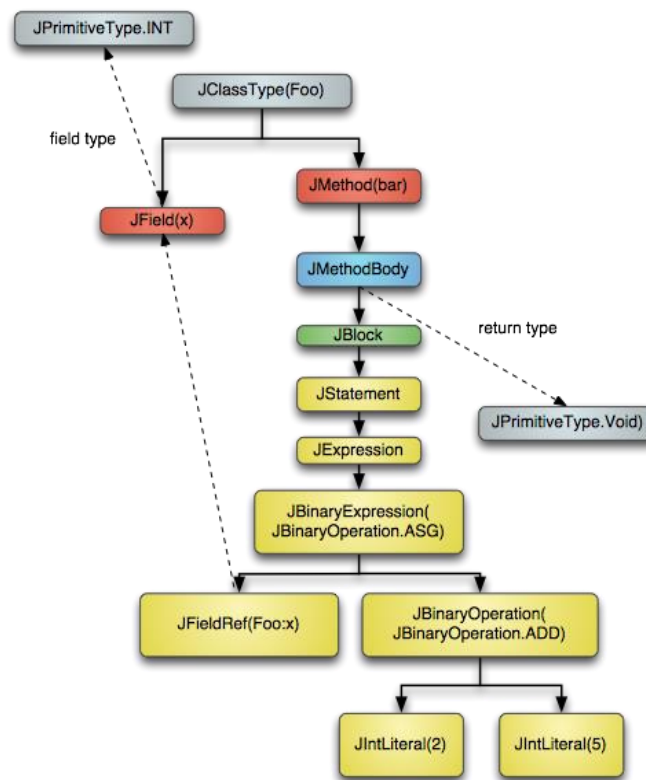 JPrimitiveType.INT
JClassType(Foo)
field type
JMethod(bar)
JField(x)
JMethodBody
return type
JBlock
JStatement
JPrimitiveType.Void)
JExpression
JBinaryExpression(
JBinaryOperation.ASG)
JFieldRef(Foo:x)
JBinaryOperation(
JBinaryOperation.ADD)
JIntLiteral(2)
JIntLiteral(5)